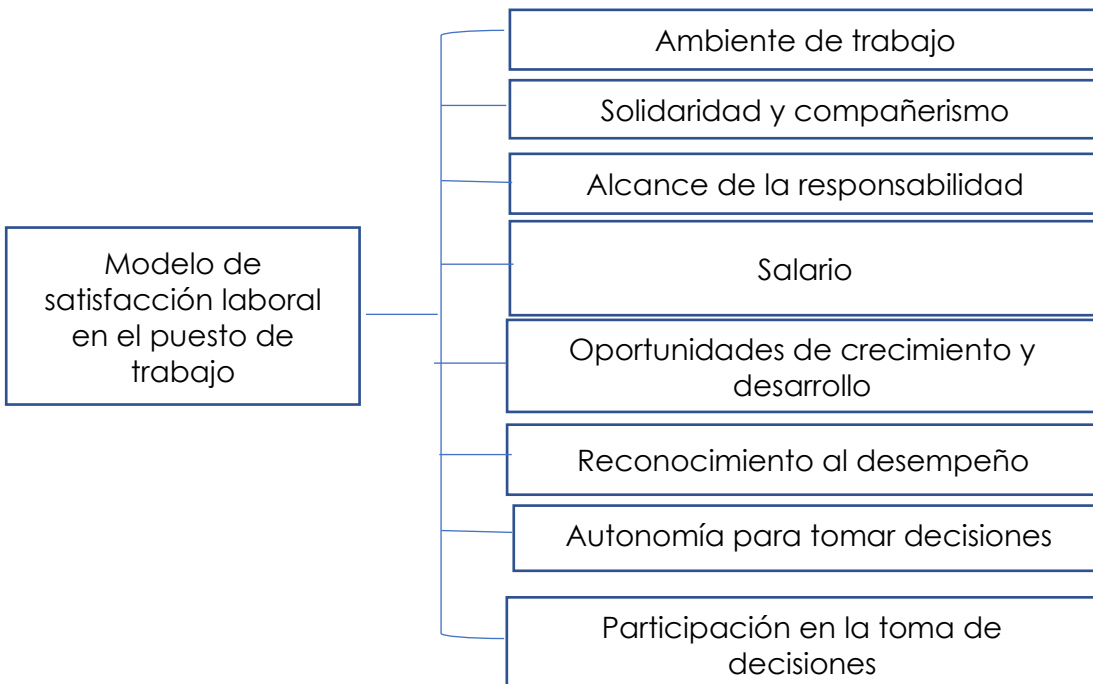 Ambiente de trabajo
Solidaridad y compañerismo
Alcance de la responsabilidad
Modelo de
satisfacción laboral
en el puesto de
trabajo
Salario
Oportunidades de crecimiento y
desarrollo
Reconocimiento al desempeño
Autonomía para tomar decisiones
Participación en la toma de
decisiones